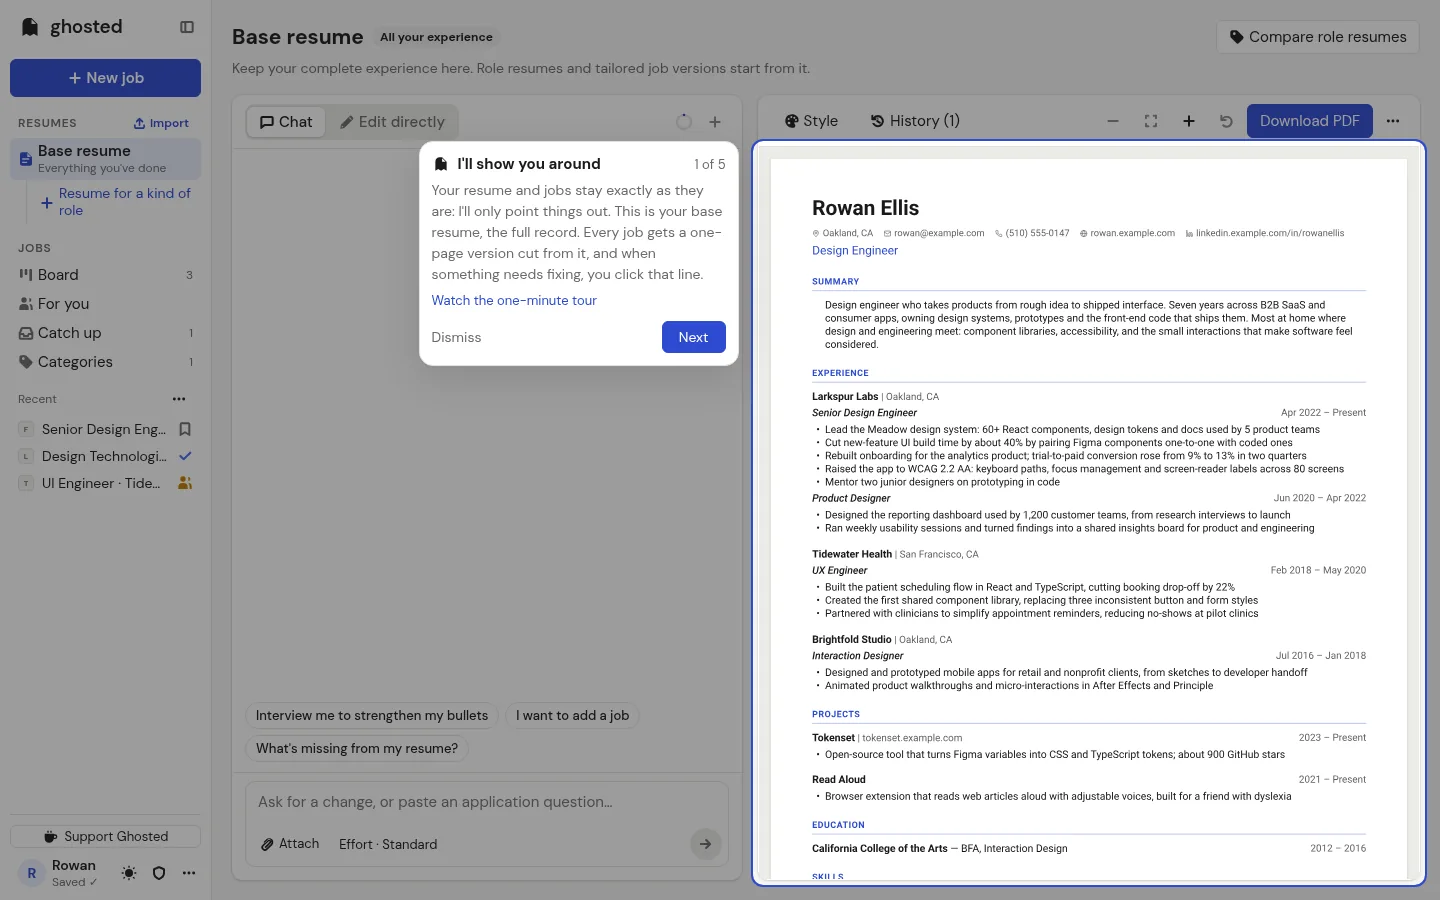 ghosted
New job
RESUMES
Import
Base resume
Everything you've done
Resume for a kind of
role
JOBS
Board 3
For you
Catch up 1
Categories 1
Recent
F Senior Design Eng…
L Design Technologi…
T UI Engineer · Tide…
Support Ghosted
R Rowan
Saved ✓
Base resume All your experience
Keep your complete experience here. Role resumes and tailored job versions start from it.
Compare role resumes
Chat
Edit directly
I'll show you around 1 of 5
Your resume and jobs stay exactly as they
are: I'll only point things out. This is your base
resume, the full record. Every job gets a one-
page version cut from it, and when
something needs fixing, you click that line.
Watch the one-minute tour
Dismiss
Next
Interview me to strengthen my bullets
I want to add a job
What's missing from my resume?
Ask for a change, or paste an application question…
Attach
Effort · Standard
Style
History (1)
Download PDF
Rowan Ellis
Oakland, CA rowan@example.com (510) 555-0147 rowan.example.com linkedin.example.com/in/rowanellis
Design Engineer
SUMMARY
Design engineer who takes products from rough idea to shipped interface. Seven years across B2B SaaS and
consumer apps, owning design systems, prototypes and the front-end code that ships them. Most at home where
design and engineering meet: component libraries, accessibility, and the small interactions that make software feel
considered.
EXPERIENCE
Larkspur Labs | Oakland, CA
Senior Design Engineer Apr 2022 – Present
• Lead the Meadow design system: 60+ React components, design tokens and docs used by 5 product teams
• Cut new-feature UI build time by about 40% by pairing Figma components one-to-one with coded ones
• Rebuilt onboarding for the analytics product; trial-to-paid conversion rose from 9% to 13% in two quarters
• Raised the app to WCAG 2.2 AA: keyboard paths, focus management and screen-reader labels across 80 screens
• Mentor two junior designers on prototyping in code
Product Designer Jun 2020 – Apr 2022
• Designed the reporting dashboard used by 1,200 customer teams, from research interviews to launch
• Ran weekly usability sessions and turned findings into a shared insights board for product and engineering
Tidewater Health | San Francisco, CA
UX Engineer Feb 2018 – May 2020
• Built the patient scheduling flow in React and TypeScript, cutting booking drop-off by 22%
• Created the first shared component library, replacing three inconsistent button and form styles
• Partnered with clinicians to simplify appointment reminders, reducing no-shows at pilot clinics
Brightfold Studio | Oakland, CA
Interaction Designer Jul 2016 – Jan 2018
• Designed and prototyped mobile apps for retail and nonprofit clients, from sketches to developer handoff
• Animated product walkthroughs and micro-interactions in After Effects and Principle
PROJECTS
Tokenset | tokenset.example.com 2023 – Present
• Open-source tool that turns Figma variables into CSS and TypeScript tokens; about 900 GitHub stars
Read Aloud 2021 – Present
• Browser extension that reads web articles aloud with adjustable voices, built for a friend with dyslexia
EDUCATION
California College of the Arts — BFA, Interaction Design 2012 – 2016
SKILLS